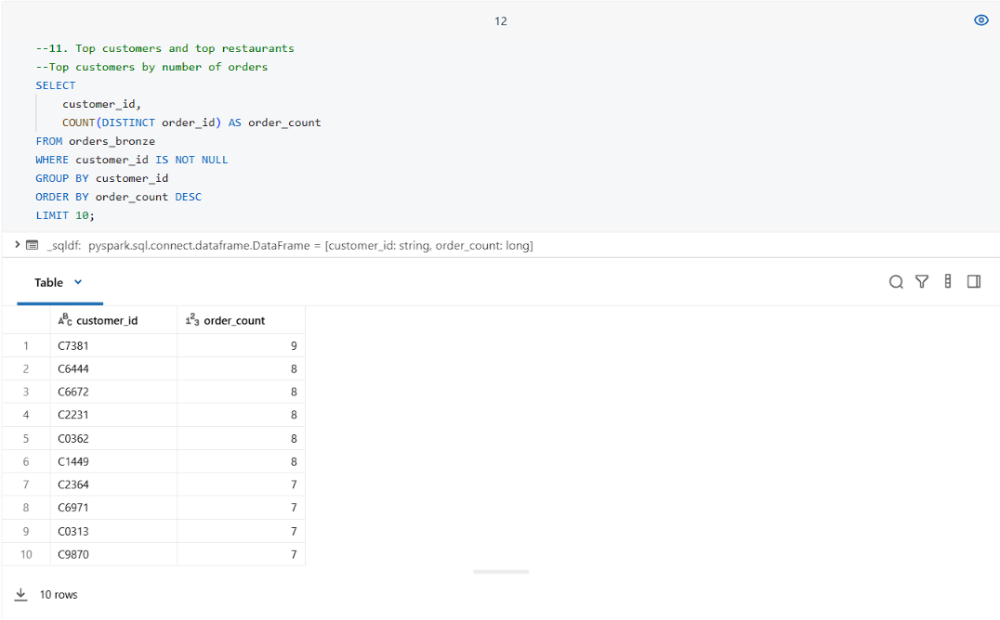 12
--11. Top customers and top restaurants
--Top customers by number of orders
SELECT
customer_id,
COUNT(DISTINCT order_id) AS order_count
FROM orders_bronze
WHERE customer_id IS NOT NULL
GROUP BY customer_id
ORDER BY order_count DESC
LIMIT 10;
_sqldf: pyspark.sql.connect.dataframe.DataFrame = [customer_id: string, order_count: long]
Table
ABC customer_id 123 order_count
1 C7381 9
2 C6444 8
3 C6672 8
4 C2231 8
5 C0362 8
6 C1449 8
7 C2364 7
8 C6971 7
9 C0313 7
10 C9870 7
10 rows